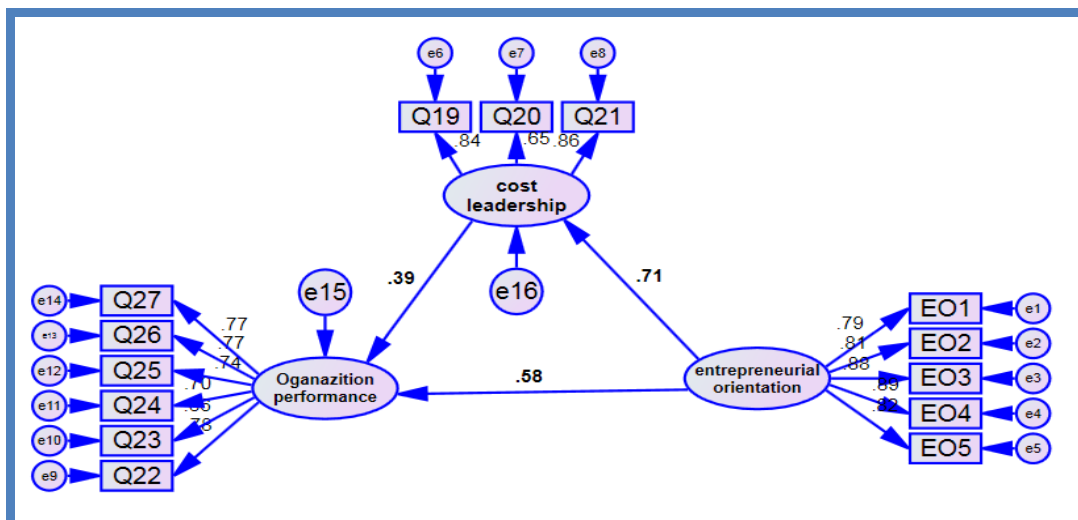 e6
e7
e8
Q19
Q20
Q21
.84
.65
.86
cost
leadership
.39
e15
e16
.71
e14
Q27
e13
Q26
e12
Q25
e11
Q24
e10
Q23
e9
Q22
.77
.77
.74
.70
.78
Oganazition
performance
.58
entrepreneurial
orientation
.79
.81
.88
.89
.82
EO1
e1
EO2
e2
EO3
e3
EO4
e4
EO5
e5